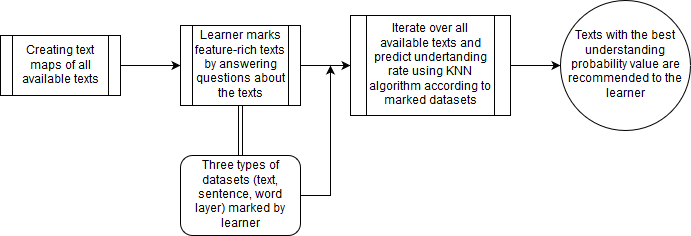 Creating text
maps of all
available texts
Learner marks
feature-rich texts
by answering
questions about
the texts
Three types of
datasets (text,
sentence, word
layer) marked by
learner
Iterate over all
available texts and
predict undertanding
rate using KNN
algorithm according to
marked datasets
Texts with the best
understanding
probability value are
recommended to the
learner